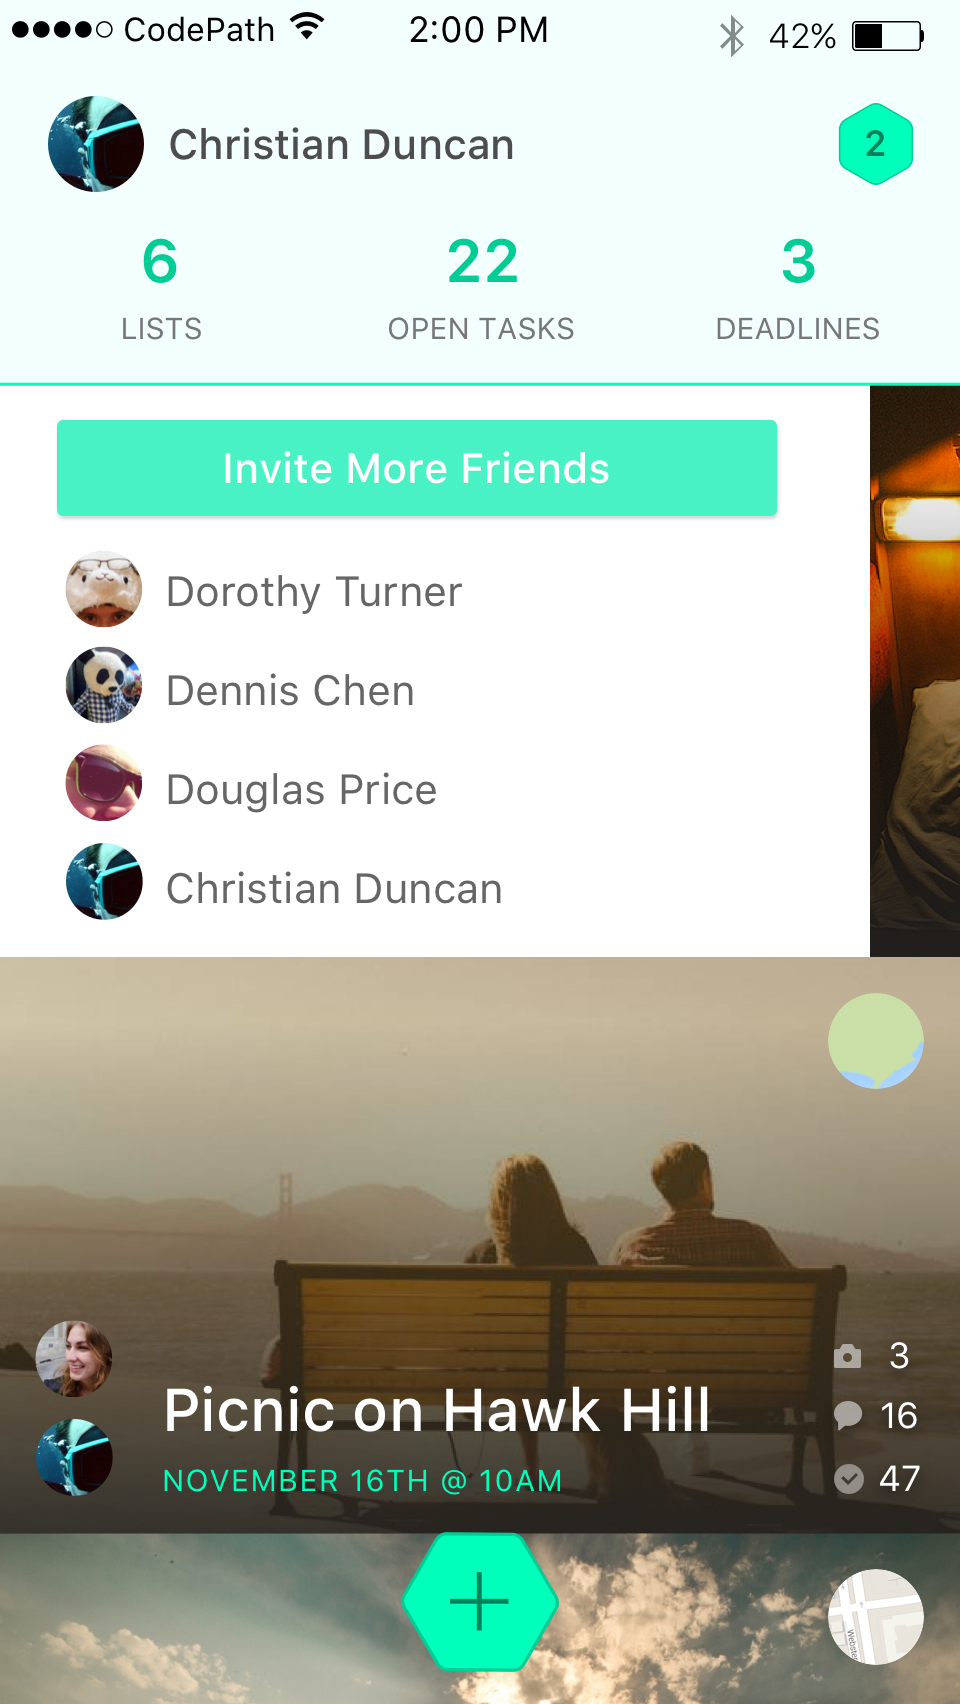 CodePath 2:00 PM 42%
Christian Duncan 2
6 22 3
LISTS OPEN TASKS DEADLINES
Invite More Friends
Dorothy Turner
Dennis Chen
Douglas Price
Christian Duncan
3
Picnic on Hawk Hill 16
NOVEMBER 16TH @ 10AM 47